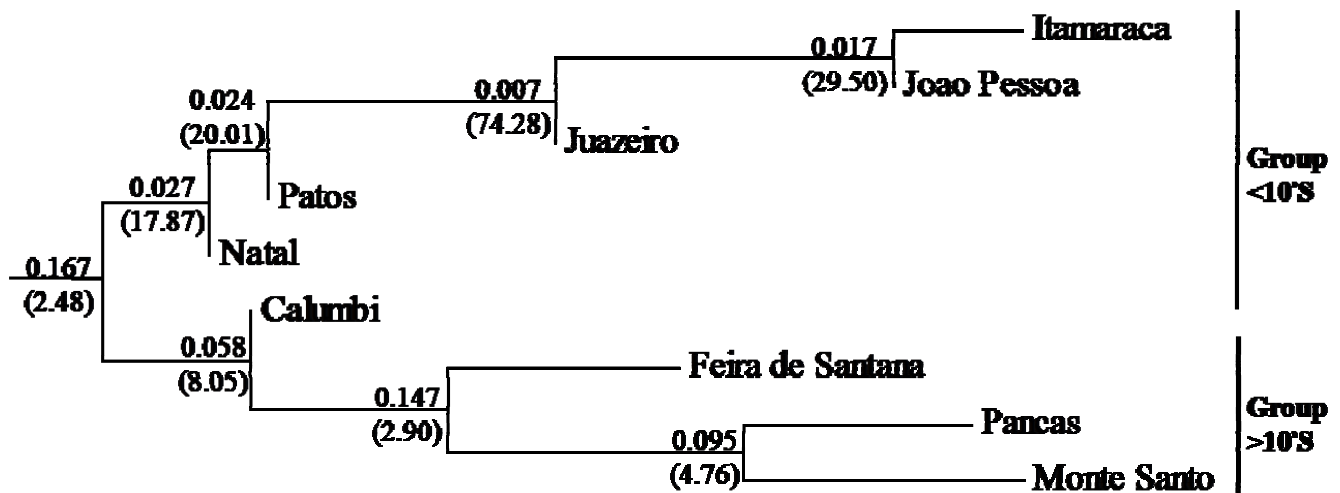 Itamaraca
0.017
(29.50)
Joao Pessoa
0.024
(20.01)
0.007
(74.28)
Juazeiro
Group
<10°S
0.027
(17.87)
Patos
Natal
0.167
(2.48)
Calumbi
0.058
(8.05)
Feira de Santana
0.147
(2.90)
Group
>10°S
Pancas
0.095
(4.76)
Monte Santo